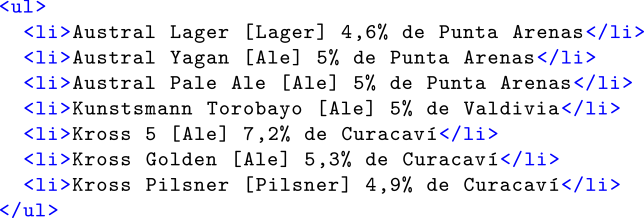 <ul>
  <li>Austral Lager [Lager] 4,6% de Punta Arenas</li>
  <li>Austral Yagan [Ale] 5% de Punta Arenas</li>
  <li>Austral Pale Ale [Ale] 5% de Punta Arenas</li>
  <li>Kunstsmann Torobayo [Ale] 5% de Valdivia</li>
  <li>Kross 5 [Ale] 7,2% de Curacaví</li>
  <li>Kross Golden [Ale] 5,3% de Curacaví</li>
  <li>Kross Pilsner [Pilsner] 4,9% de Curacaví</li>
</ul>